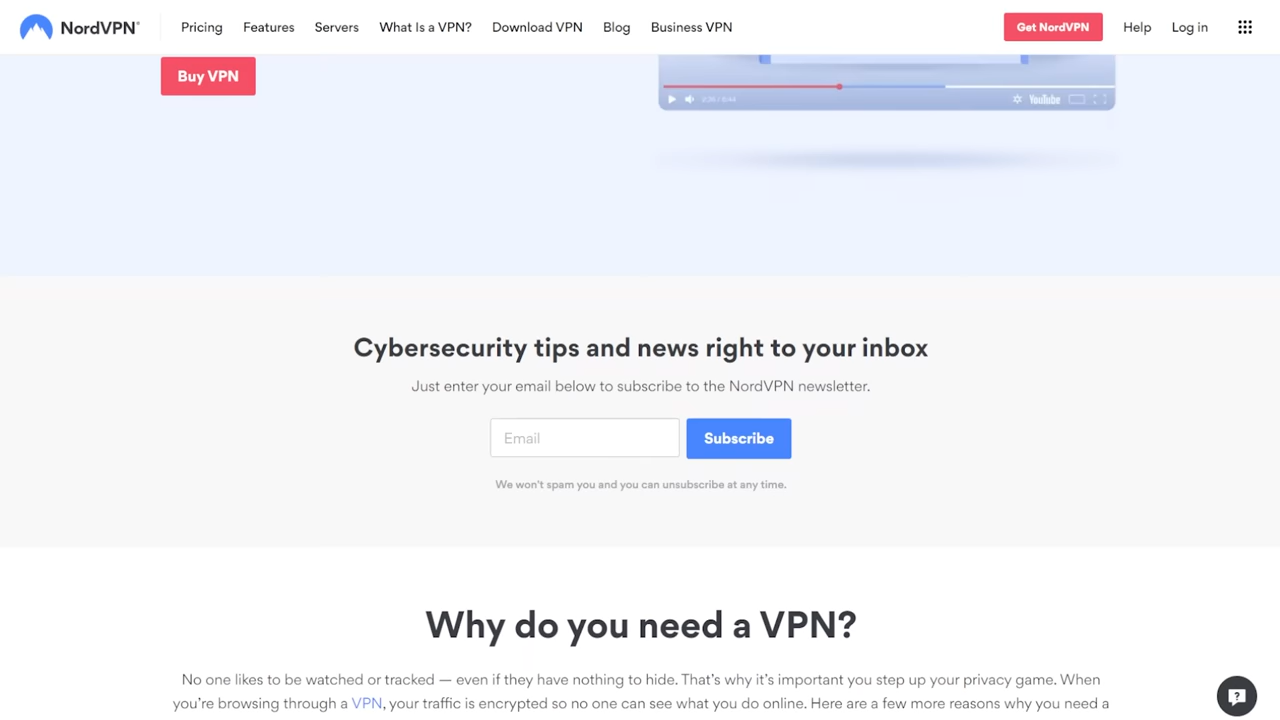 NordVPN®
Pricing
Features
Servers
What Is a VPN?
Download VPN
Blog
Business VPN
Get NordVPN
Help
Log in
Buy VPN
YouTube
Cybersecurity tips and news right to your inbox
Just enter your email below to subscribe to the NordVPN newsletter.
Email
Subscribe
We won't spam you and you can unsubscribe at any time.
Why do you need a VPN?
No one likes to be watched or tracked — even if they have nothing to hide. That's why it's important you step up your privacy game. When
you're browsing through a VPN, your traffic is encrypted so no one can see what you do online. Here are a few more reasons why you need a